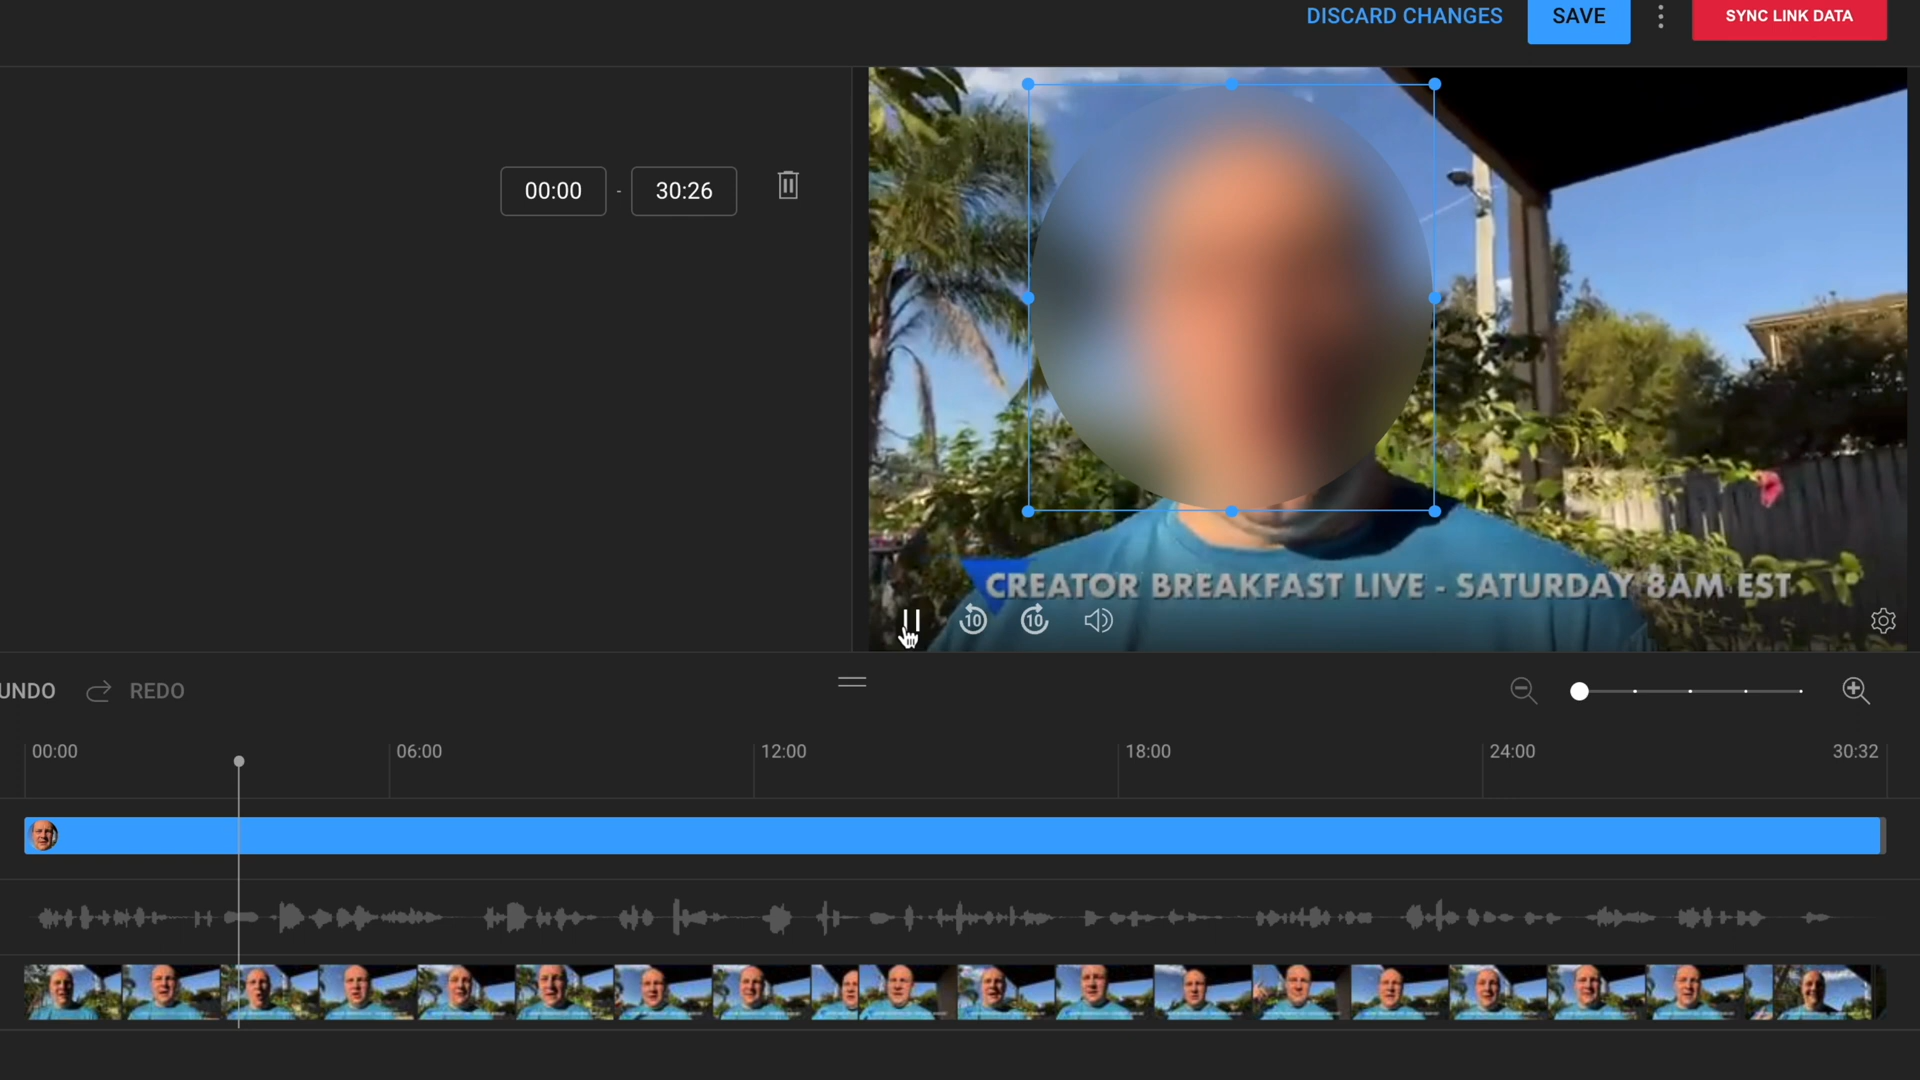 DISCARD CHANGES
SAVE
SYNC LINK DATA
00:00 - 30:26
CREATOR BREAKFAST LIVE - SATURDAY 8AM EST
10
10
UNDO
REDO
00:00
06:00
12:00
18:00
24:00
30:32